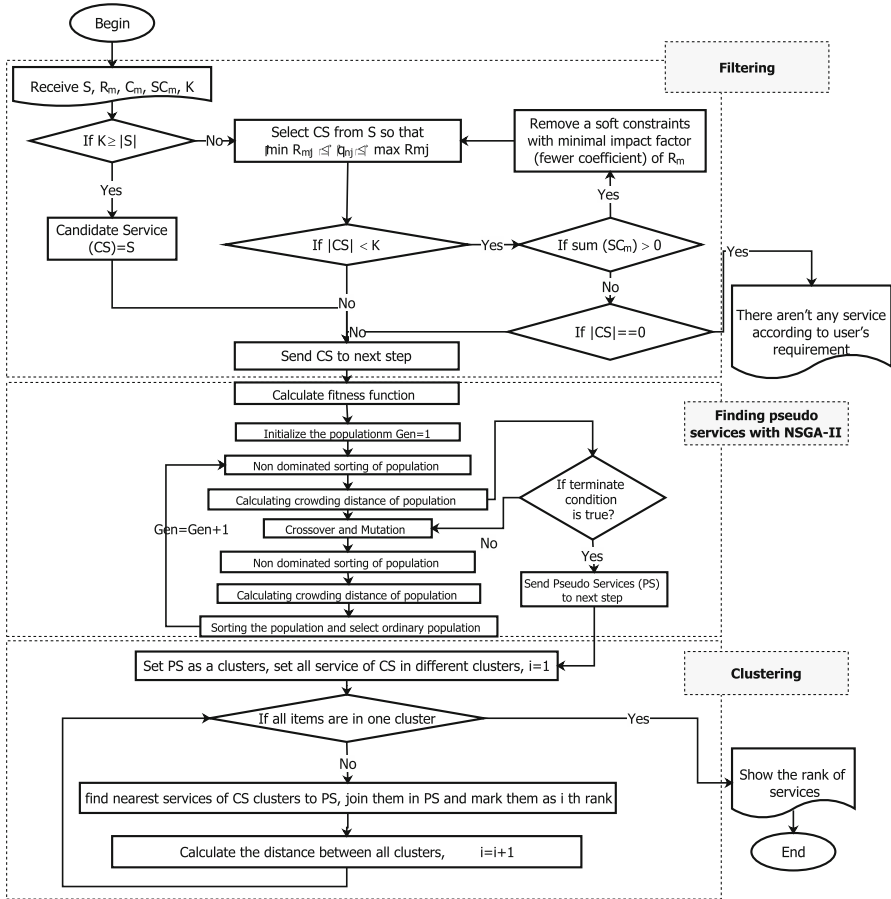 Begin
Filtering
Receive S, Rm, Cm, SCm, K
If K≥ |S|
No
Select CS from S so that
min Rmj ≤ qnj ≤ max Rmj
Remove a soft constraints
with minimal impact factor
(fewer coefficient) of Rm
Yes
Yes
Candidate Service
(CS)=S
If |CS| < K
Yes
If sum (SCm) > 0
Yes
No
No
There aren't any service
according to user's
requirement
No
If |CS|==0
Send CS to next step
Calculate fitness function
Finding pseudo
services with NSGA-II
Initialize the populationm Gen=1
Non dominated sorting of population
If terminate
condition
is true?
Calculating crowding distance of population
Gen=Gen+1
Crossover and Mutation
No
Yes
Non dominated sorting of population
Send Pseudo Services (PS)
to next step
Calculating crowding distance of population
Sorting the population and select ordinary population
Set PS as a clusters, set all service of CS in different clusters, i=1
Clustering
If all items are in one cluster
Yes
No
Show the rank of
services
find nearest services of CS clusters to PS, join them in PS and mark them as i th rank
Calculate the distance between all clusters, i=i+1
End